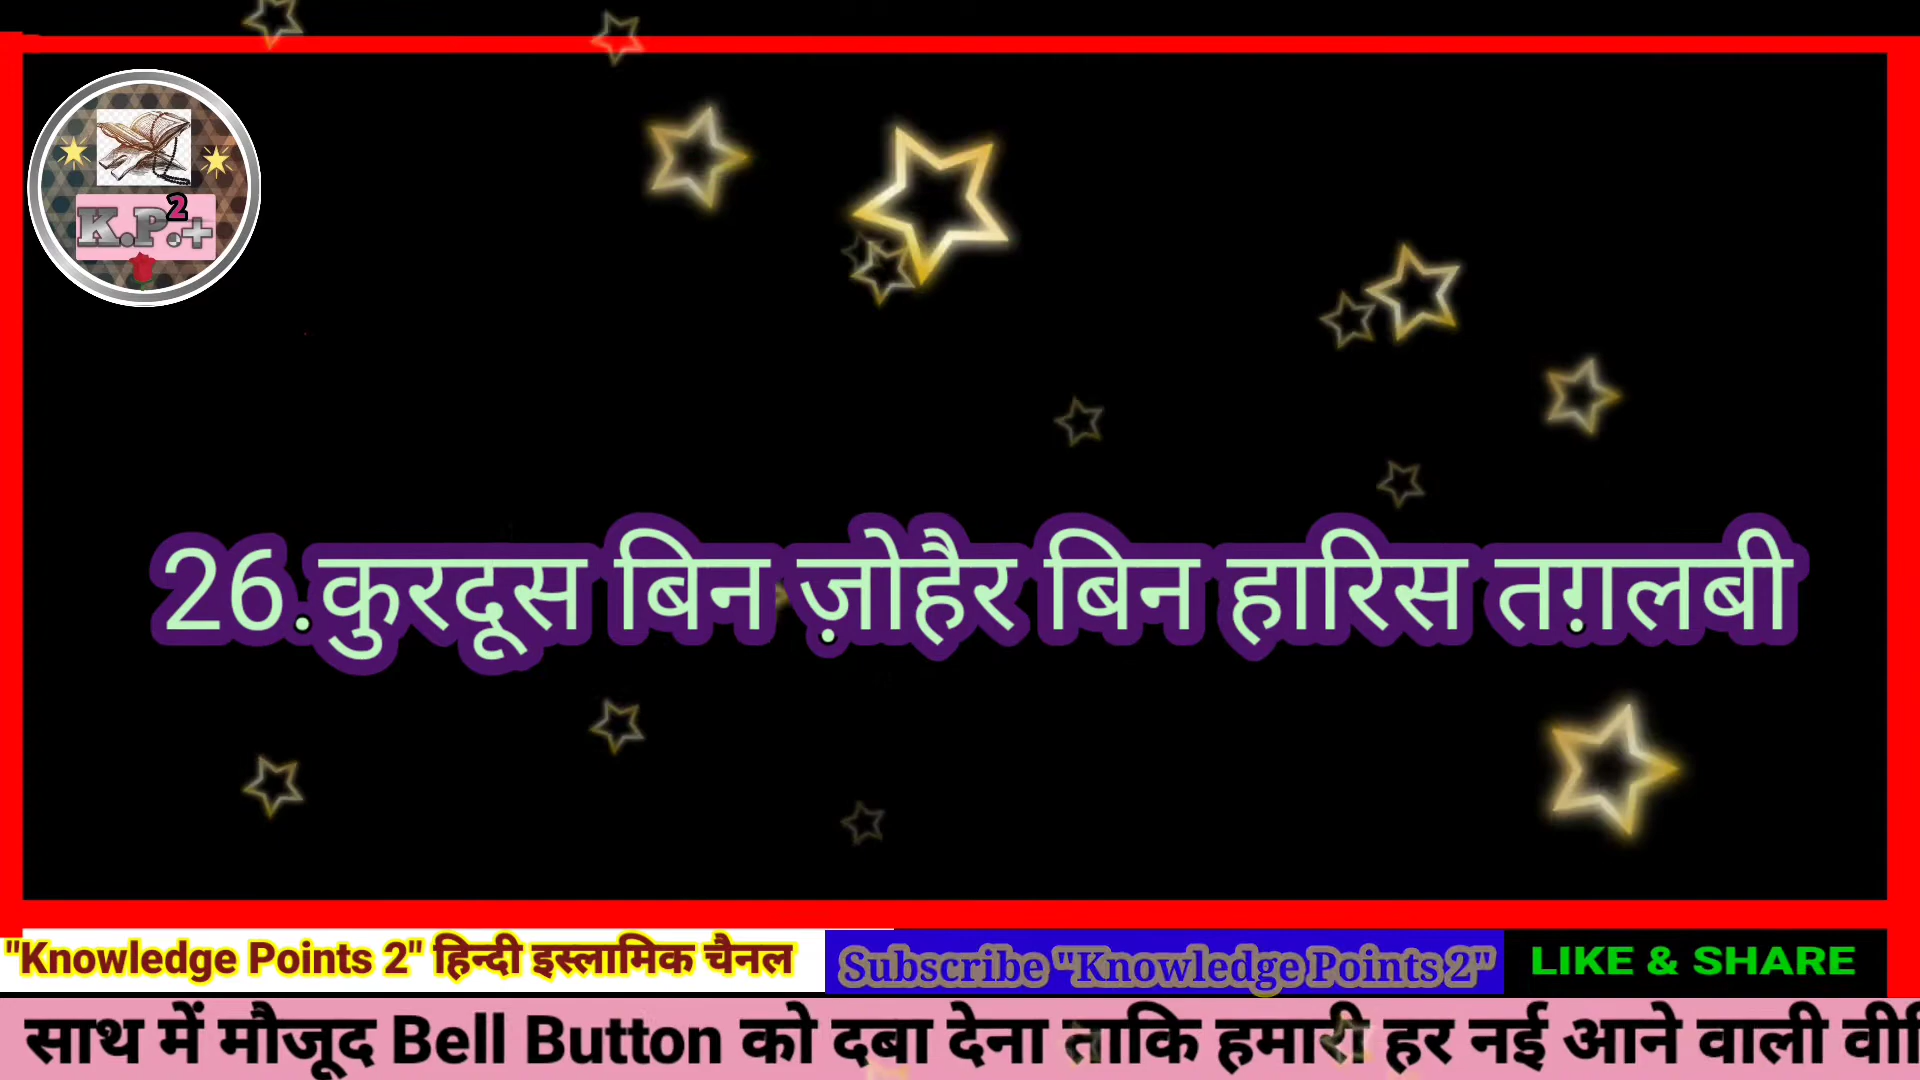 K.P.²+
26.कुरदूस बिन ज़ोहैर बिन हारिस तग़लबी
"Knowledge Points 2" हिन्दी इस्लामिक चैनल
Subscribe "Knowledge Points 2"
LIKE & SHARE
साथ में मौजूद Bell Button को दबा देना ताकि हमारी हर नई आने वाली